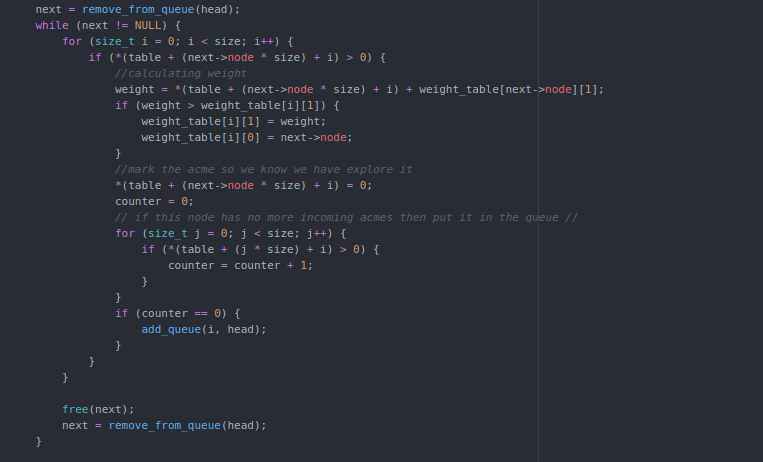 next = remove_from_queue(head);
while (next != NULL) {
for (size_t i = 0; i < size; i++) {
if (*(table + (next->node * size) + i) > 0) {
//calculating weight
weight = *(table + (next->node * size) + i) + weight_table[next->node][1];
if (weight > weight_table[i][1]) {
weight_table[i][1] = weight;
weight_table[i][0] = next->node;
}
//mark the acme so we know we have explore it
*(table + (next->node * size) + i) = 0;
counter = 0;
// if this node has no more incoming acmes then put it in the queue //
for (size_t j = 0; j < size; j++) {
if (*(table + (j * size) + i) > 0) {
counter = counter + 1;
}
}
if (counter == 0) {
add_queue(i, head);
}
}
}
free(next);
next = remove_from_queue(head);
}